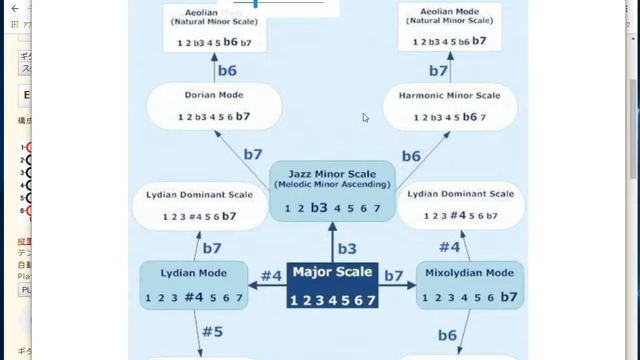 Aeolian
(Natural Minor Scale)
1 2 b3 4 5 b6 b7
Aeolian Mode
(Natural Minor Scale)
1 2 b3 4 5 b6 b7
b6
b7
Dorian Mode
1 2 b3 4 5 6 b7
Harmonic Minor Scale
1 2 b3 4 5 b6 7
b7
b6
Jazz Minor Scale
(Melodic Minor Ascending)
1 2 b3 4 5 6 7
Lydian Dominant Scale
1 2 3 #4 5 6 b7
Lydian Dominant Scale
1 2 3 #4 5 6 b7
b7
b3
#4
Lydian Mode
1 2 3 #4 5 6 7
#4
Major Scale
1 2 3 4 5 6 7
b7
Mixolydian Mode
1 2 3 4 5 6 b7
#5
b6